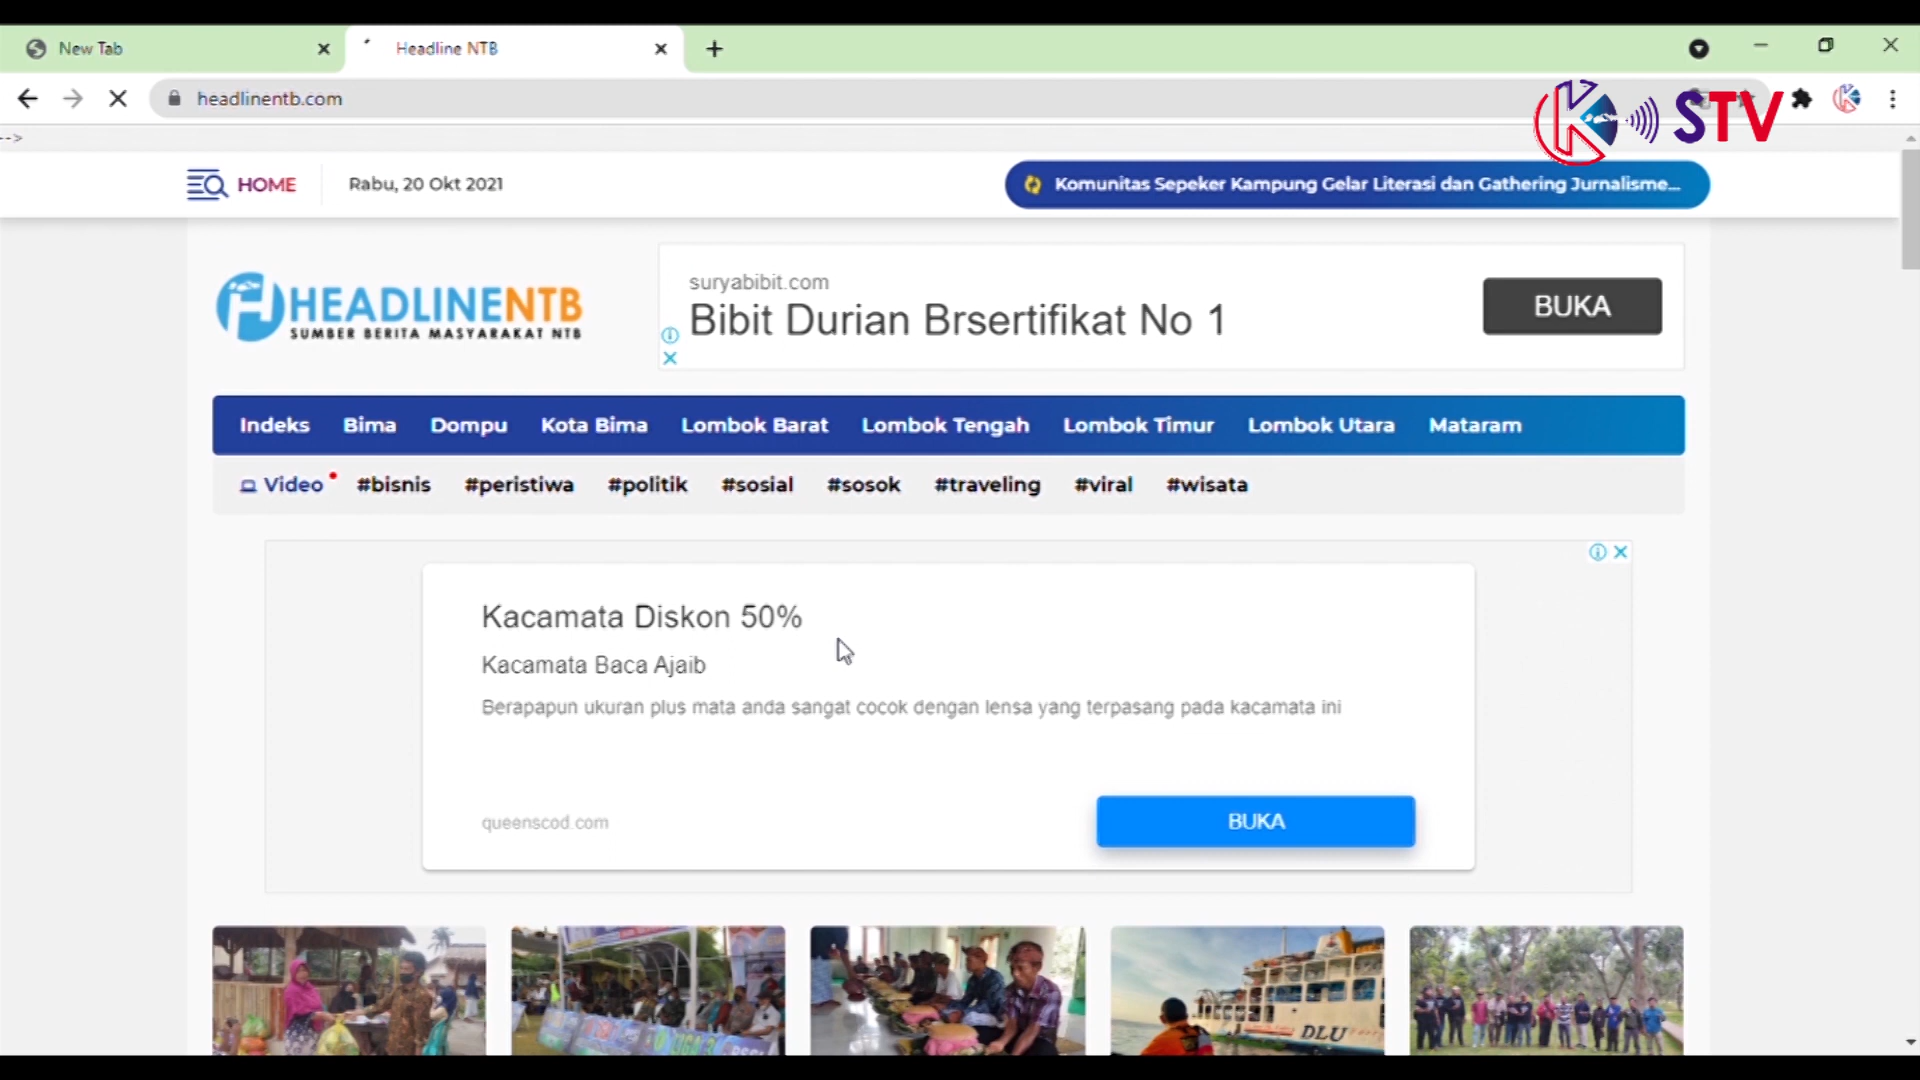 New Tab
Headline NTB
headlinentb.com
STV
-->
HOME
Rabu, 20 Okt 2021
Komunitas Sepeker Kampung Gelar Literasi dan Gathering Jurnalisme...
HEADLINENTB
SUMBER BERITA MASYARAKAT NTB
suryabibit.com
Bibit Durian Brsertifikat No 1
BUKA
Indeks Bima Dompu Kota Bima Lombok Barat Lombok Tengah Lombok Timur Lombok Utara Mataram
Video #bisnis #peristiwa #politik #sosial #sosok #traveling #viral #wisata
Kacamata Diskon 50%
Kacamata Baca Ajaib
Berapapun ukuran plus mata anda sangat cocok dengan lensa yang terpasang pada kacamata ini
queenscod.com
BUKA
DLU